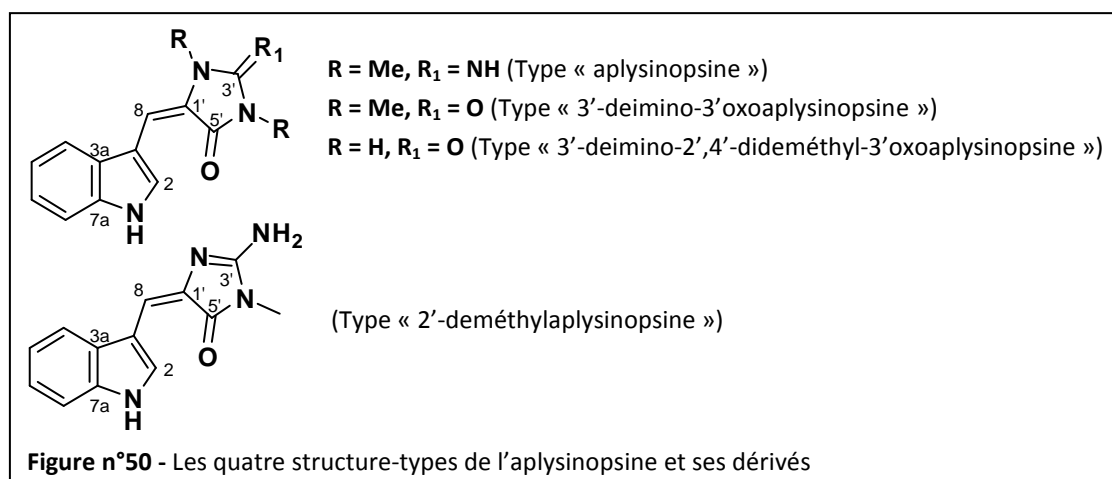 R
R₁
N
3'
8
1'
N
5'
R
3a
O
2
7a
N
H
R = Me, R₁ = NH (Type « aplysinopsine »)
R = Me, R₁ = O (Type « 3’-deimino-3’oxoaplysinopsine »)
R = H, R₁ = O (Type « 3’-deimino-2’,4’-dideméthyl-3’oxoaplysinopsine »)
N
NH₂
3'
8
1'
N
5'
3a
O
2
7a
N
H
(Type « 2’-deméthylaplysinopsine »)
Figure n°50 - Les quatre structure-types de l’aplysinopsine et ses dérivés